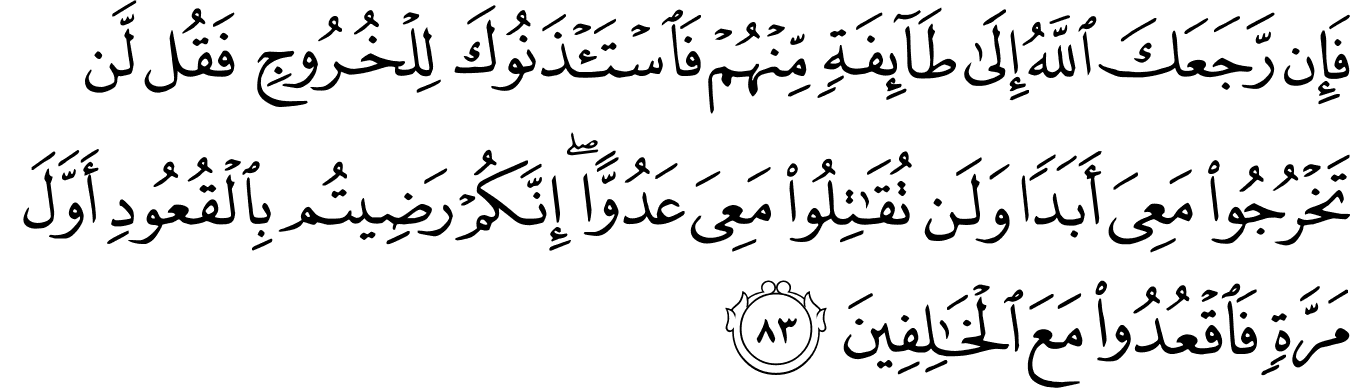 فَإِن رَّجَعَكَ ٱللَّهُ إِلَىٰ طَآئِفَةٍ مِّنْهُمْ فَٱسْتَـْٔذَنُوكَ لِلْخُرُوجِ فَقُل لَّن
تَخْرُجُوا۟ مَعِىَ أَبَدًا وَلَن تُقَـٰتِلُوا۟ مَعِىَ عَدُوًّا ۖ إِنَّكُمْ رَضِيتُم بِٱلْقُعُودِ أَوَّلَ
مَرَّةٍ فَٱقْعُدُوا۟ مَعَ ٱلْخَـٰلِفِينَ ٨٣